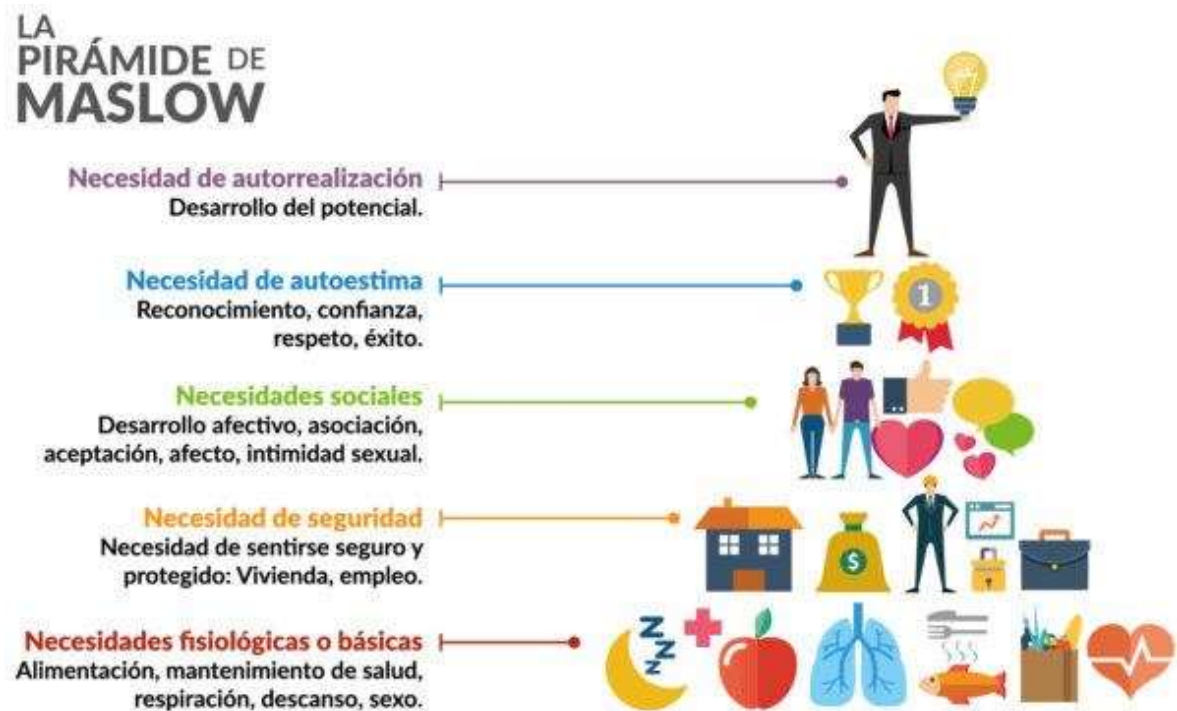 LA
PIRÁMIDE DE
MASLOW
Necesidad de autorrealización
Desarrollo del potencial.
Necesidad de autoestima
Reconocimiento, confianza,
respeto, éxito.
1
Necesidades sociales
Desarrollo afectivo, asociación,
aceptación, afecto, intimidad sexual.
Necesidad de seguridad
Necesidad de sentirse seguro y
protegido: Vivienda, empleo.
$
Necesidades fisiológicas o básicas
Alimentación, mantenimiento de salud,
respiración, descanso, sexo.
Z
Z
N
Z